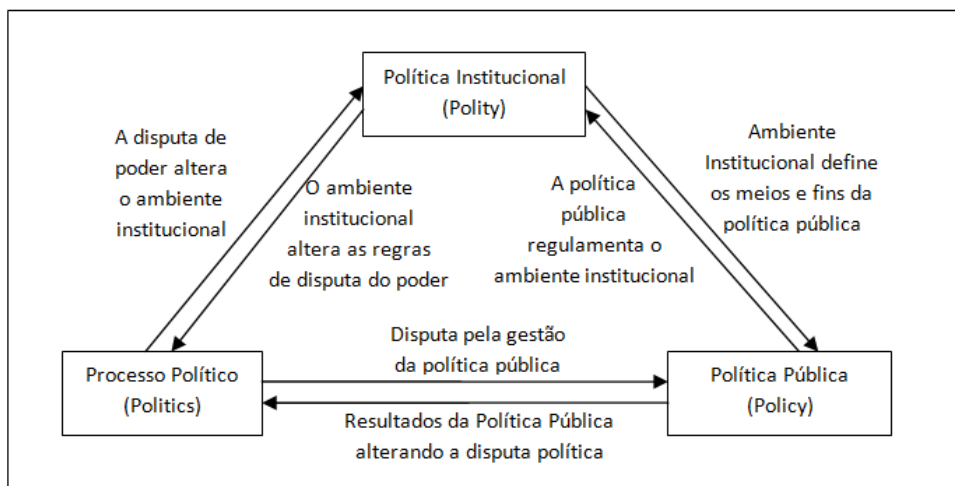 Política Institucional
(Polity)
A disputa de
poder altera
o ambiente
institucional
O ambiente
institucional
altera as regras
de disputa do poder
A política
pública
regulamenta o
ambiente institucional
Ambiente
Institucional define
os meios e fins da
política pública
Disputa pela gestão
da política pública
Processo Político
(Politics)
Política Pública
(Policy)
Resultados da Política Pública
alterando a disputa política